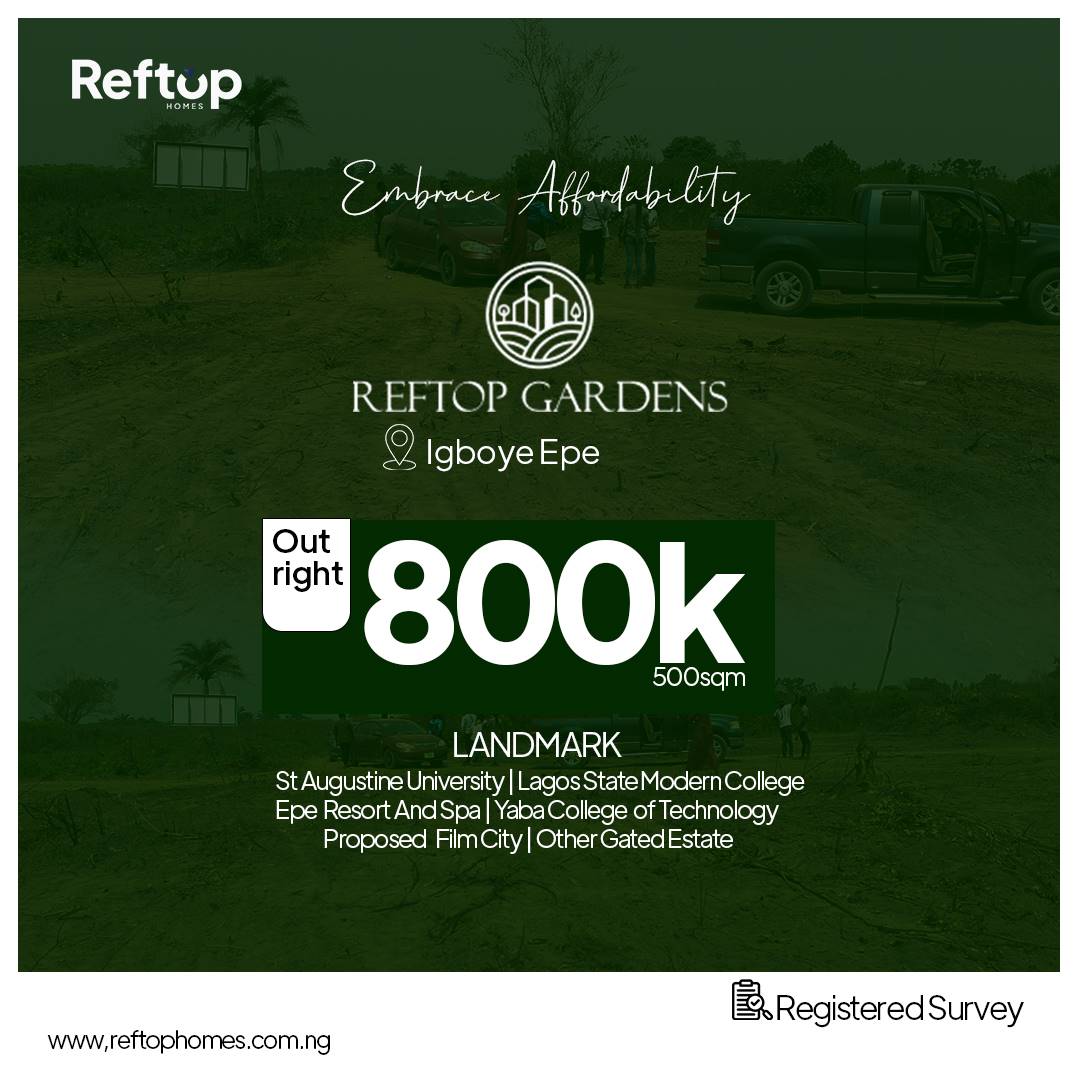 Reftop
HOMES
Embrace Affordability
REFTOP GARDENS
Igboye Epe
Out
right
800k
500sqm
LANDMARK
St Augustine University | Lagos State Modern College
Epe Resort And Spa | Yaba College of Technology
Proposed Film City | Other Gated Estate
Registered Survey
www,reftophomes.com.ng